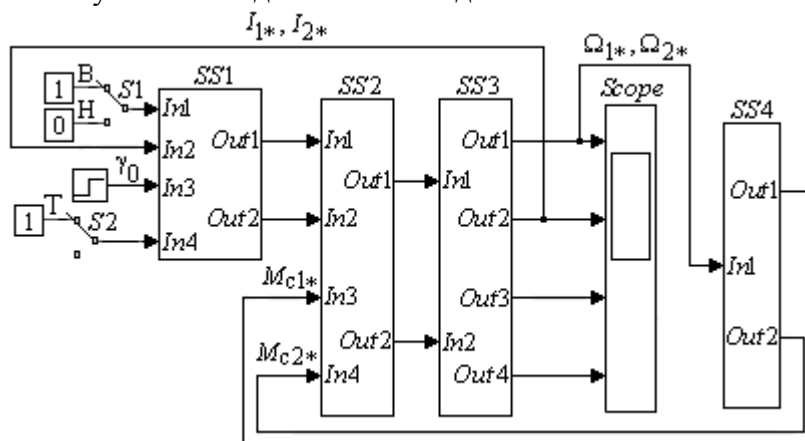 I1*, I2*
Ω1*, Ω2*
B
S1
SS1
SS2
SS3
Scope
SS4
1
H
0
In1
In2
γ0
In3
T
1
S2
In4
Out1
Out2
In1
In2
Mc1*
In3
Mc2*
In4
Out1
Out2
In1
In2
Out1
Out2
Out3
Out4
In1
Out1
Out2